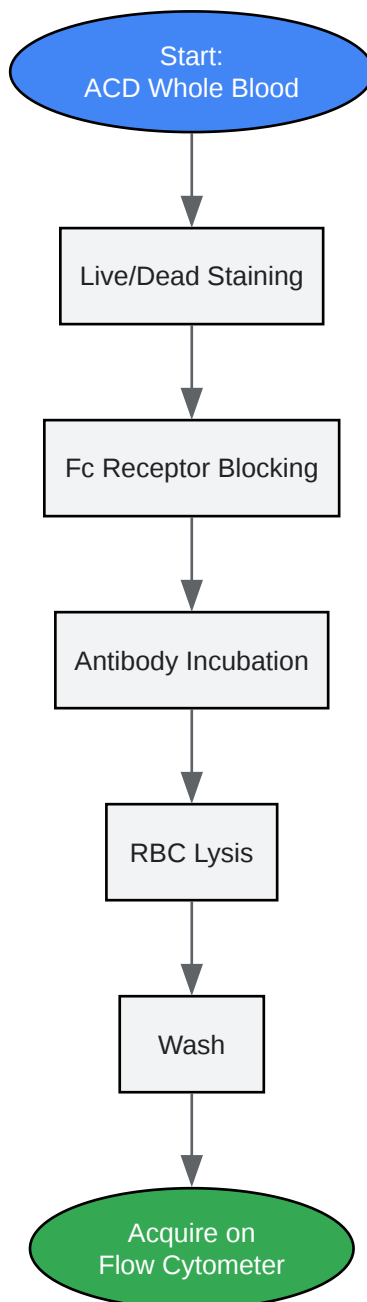 Start:
ACD Whole Blood
Live/Dead Staining
Fc Receptor Blocking
Antibody Incubation
RBC Lysis
Wash
Acquire on
Flow Cytometer